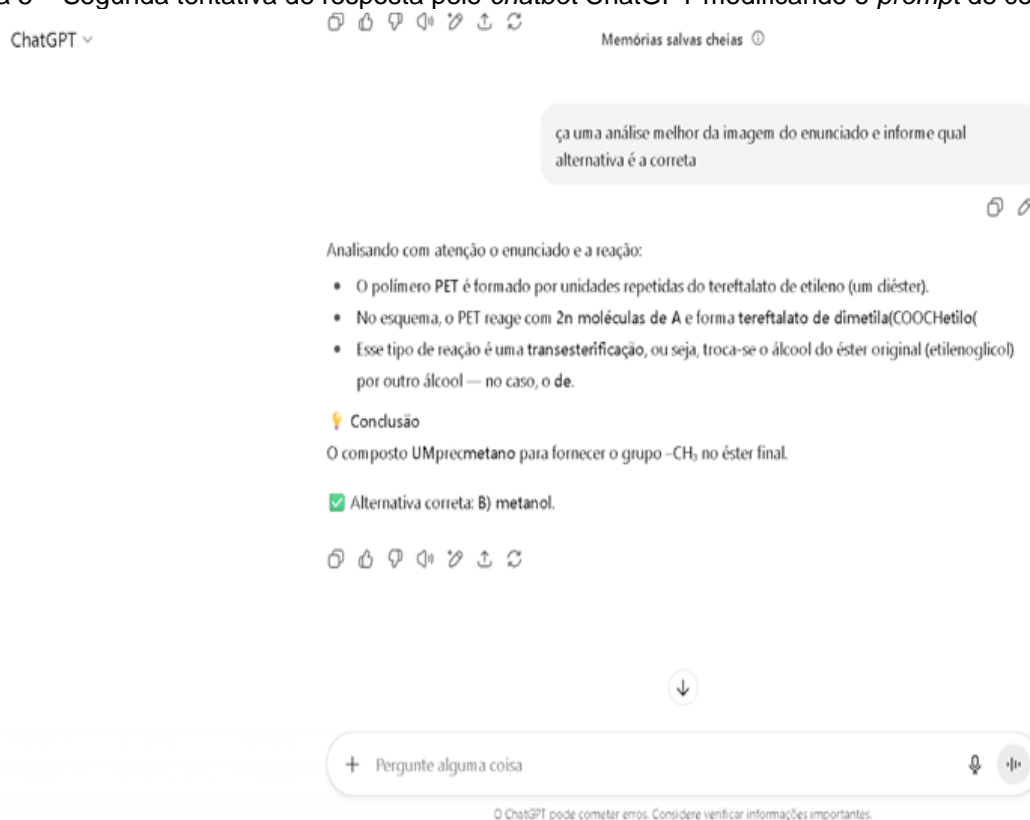 Segunda tentativa de resposta pelo chatbot ChatGPT modificando o prompt de
ChatGPT
Memórias salvas cheias
ça uma análise melhor da imagem do enunciado e informe qual
alternativa é a correta
Analisando com atenção o enunciado e a reação:
• O polímero PET é formado por unidades repetidas do tereftalato de etileno (um diéster).
• No esquema, o PET reage com 2n moléculas de A e forma tereftalato de dimetila(COOCHetilo(
• Esse tipo de reação é uma transesterificação, ou seja, troca-se o álcool do éster original (etilenoglicol)
por outro álcool — no caso, o de.
💡 Conclusão
O composto UMprecmetano para fornecer o grupo –CH₃ no éster final.
✅ Alternativa correta: B) metanol.
Pergunte alguma coisa
O ChatGPT pode cometer erros. Considere verificar informações importantes.